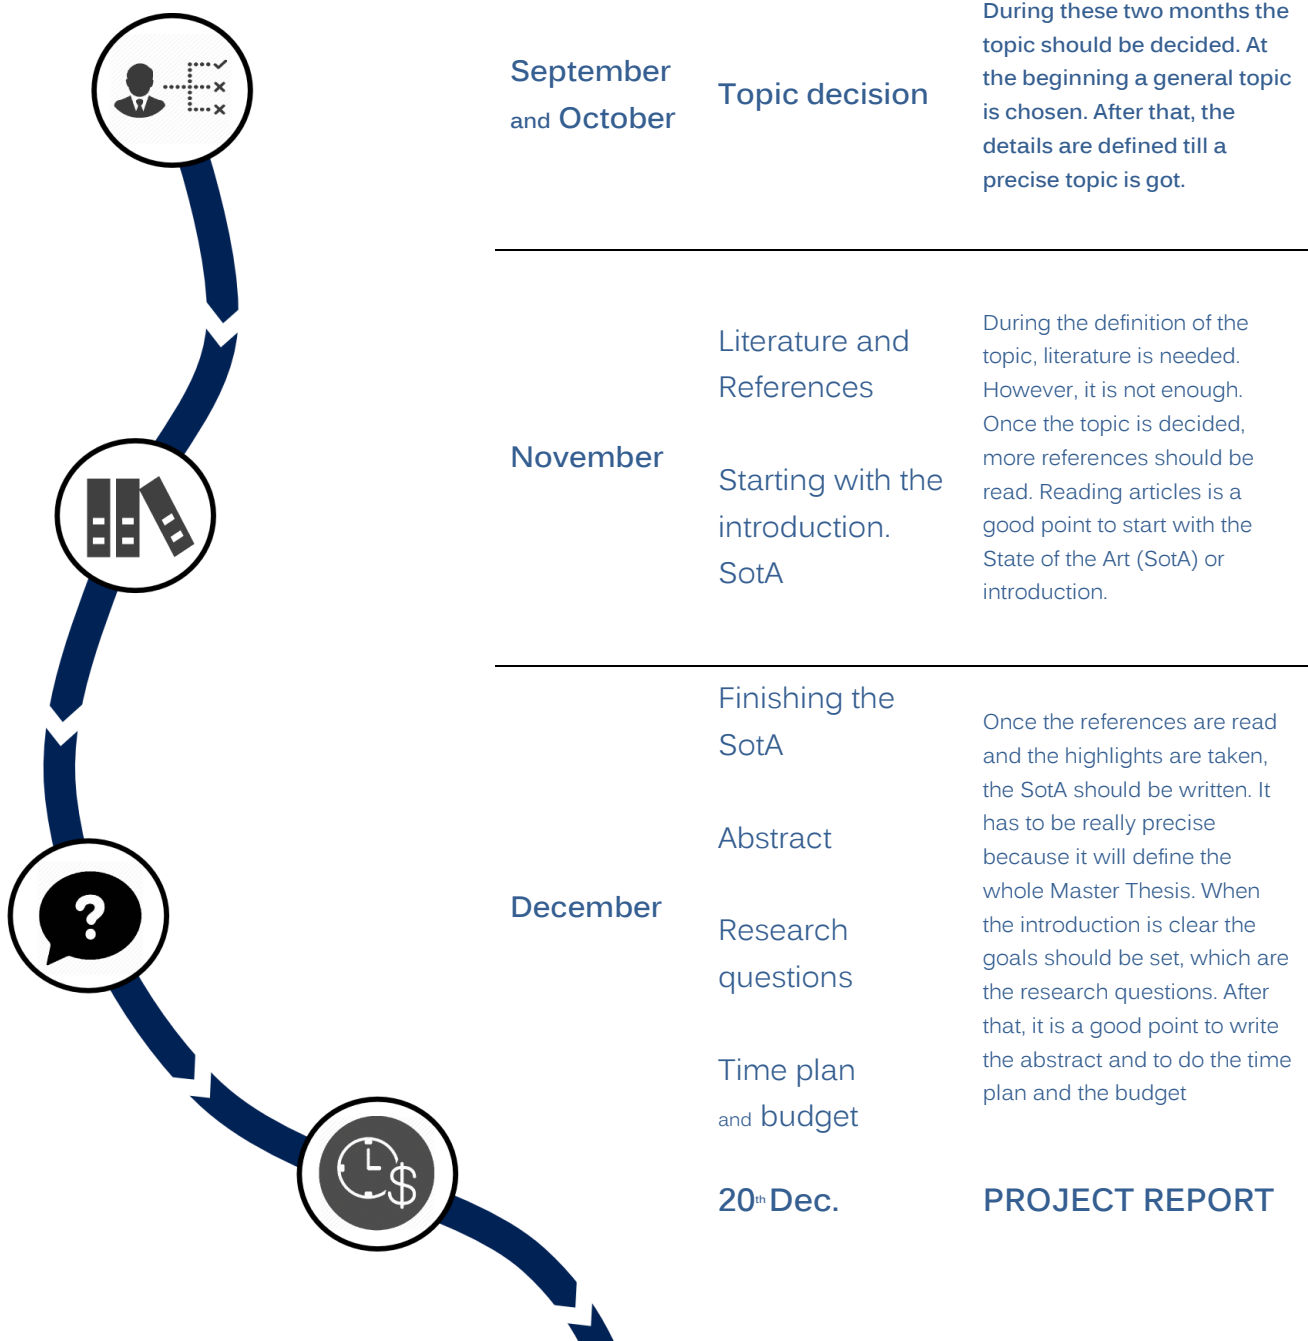 September
and October
Topic decision
During these two months the
topic should be decided. At
the beginning a general topic
is chosen. After that, the
details are defined till a
precise topic is got.
November
Literature and
References
Starting with the
introduction.
SotA
During the definition of the
topic, literature is needed.
However, it is not enough.
Once the topic is decided,
more references should be
read. Reading articles is a
good point to start with the
State of the Art (SotA) or
introduction.
December
Finishing the
SotA
Abstract
Research
questions
Time plan
and budget
Once the references are read
and the highlights are taken,
the SotA should be written. It
has to be really precise
because it will define the
whole Master Thesis. When
the introduction is clear the
goals should be set, which are
the research questions. After
that, it is a good point to write
the abstract and to do the time
plan and the budget
20th Dec.
PROJECT REPORT
?
$